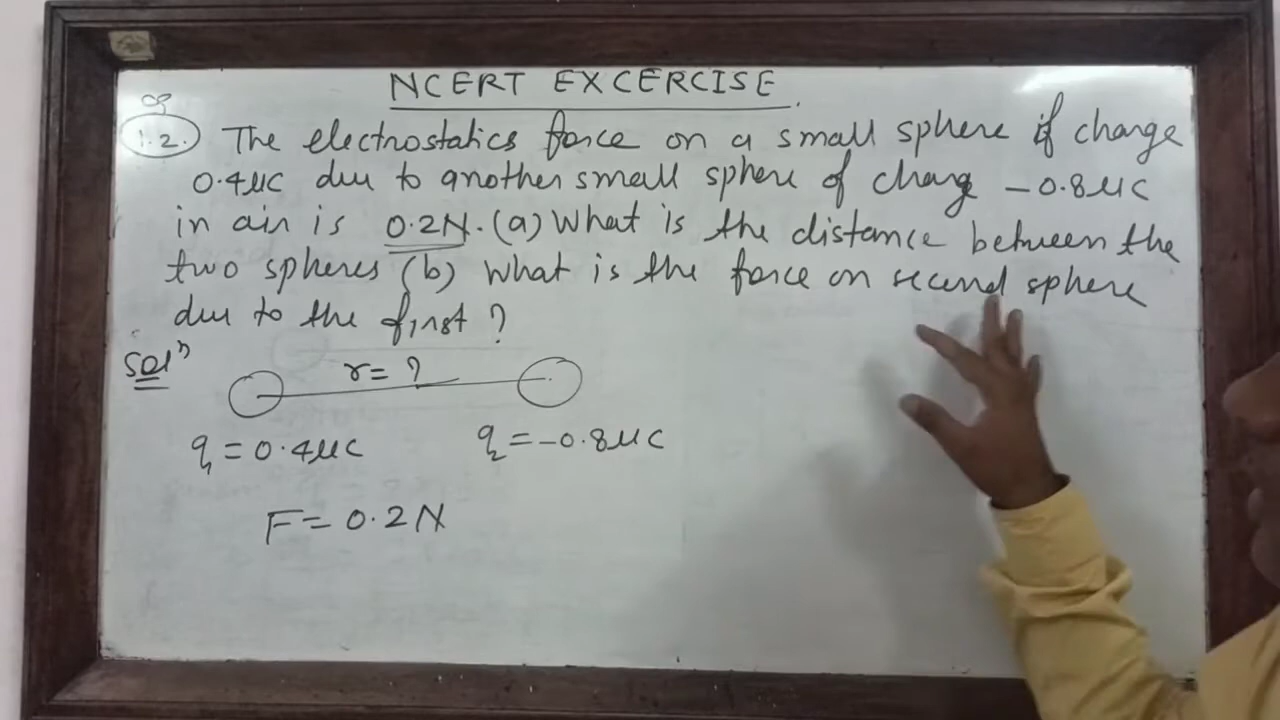 NCERT EXCERCISE
Q
1.2. The electrostatics force on a small sphere if charge
0.4μC due to another small sphere of charg -0.8μC
in air is 0.2N. (a) What is the distance between the
two spheres (b) What is the force on second sphere
due to the first ?
Solⁿ
r = ?
q₁ = 0.4μC q₂ = -0.8μC
F = 0.2N